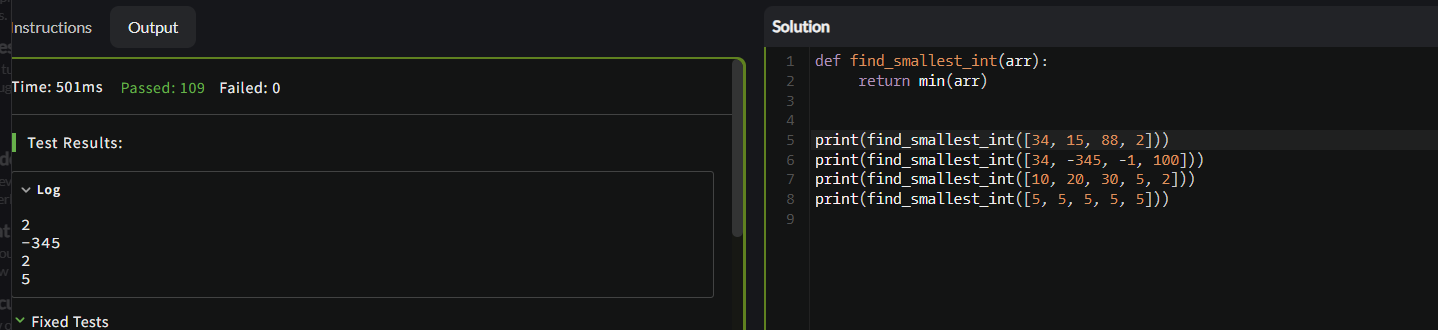 Instructions Output
Time: 501ms Passed: 109 Failed: 0
Test Results:
Log
2
-345
2
5
Fixed Tests
Solution
1 def find_smallest_int(arr):
2 return min(arr)
3
4
5 print(find_smallest_int([34, 15, 88, 2]))
6 print(find_smallest_int([34, -345, -1, 100]))
7 print(find_smallest_int([10, 20, 30, 5, 2]))
8 print(find_smallest_int([5, 5, 5, 5, 5]))
9